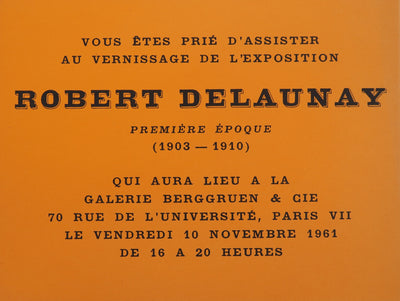 VOUS ÊTES PRIÉ D'ASSISTER
AU VERNISSAGE DE L'EXPOSITION
ROBERT DELAUNAY
PREMIÈRE ÉPOQUE
(1903 — 1910)
QUI AURA LIEU A LA
GALERIE BERGGRUEN & CIE
70 RUE DE L'UNIVERSITÉ, PARIS VII
LE VENDREDI 10 NOVEMBRE 1961
DE 16 A 20 HEURES